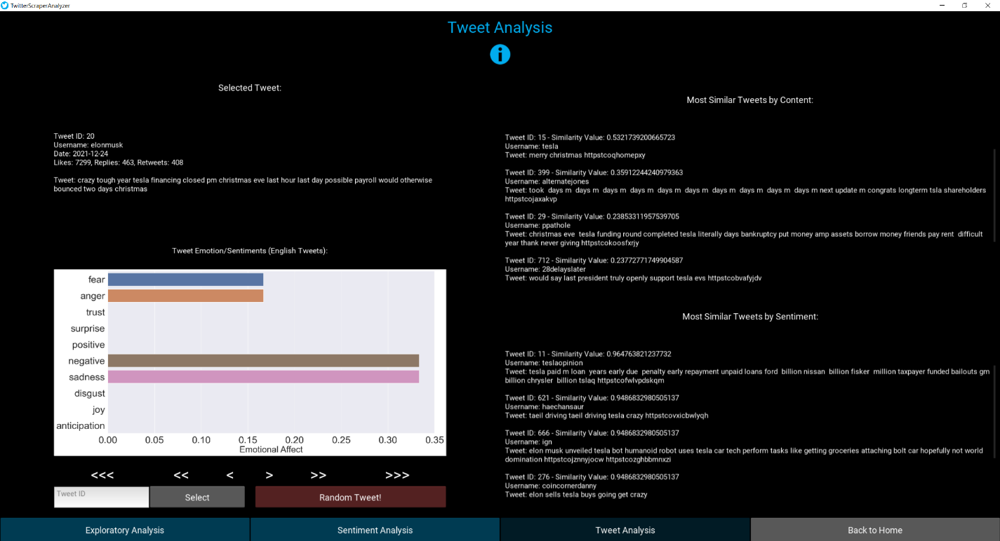 TwitterScraperAnalyzer
Tweet Analysis
i
Selected Tweet:
Tweet ID: 20
Username: elonmusk
Date: 2021-12-24
Likes: 7299, Replies: 463, Retweets: 408
Tweet: crazy tough year tesla financing closed pm christmas eve last hour last day possible payroll would otherwise
bounced two days christmas
Tweet Emotion/Sentiments (English Tweets):
fear
anger
trust
surprise
positive
negative
sadness
disgust
joy
anticipation
0.00 0.05 0.10 0.15 0.20 0.25 0.30 0.35
Emotional Affect
<<< << < > >> >>>
Tweet ID
Select
Random Tweet!
Most Similar Tweets by Content:
Tweet ID: 15 - Similarity Value: 0.5321739200665723
Username: tesla
Tweet: merry christmas httpstcoqhomepxy
Tweet ID: 399 - Similarity Value: 0.35912244240979363
Username: alternatejones
Tweet: took  days m  days m  days m  days m  days m  days m  days m  days m  days m  days m next update m congrats longterm tsla shareholders
httpstcojaxakvp
Tweet ID: 29 - Similarity Value: 0.23853311957539705
Username: ppathole
Tweet: christmas eve  tesla funding round completed tesla literally days bankruptcy put money amp assets borrow money friends pay rent  difficult
year thank never giving httpstcokoosfxrjy
Tweet ID: 712 - Similarity Value: 0.23772771749904587
Username: 28delayslater
Tweet: would say last president truly openly support tesla evs httpstcobvafyjdv
Most Similar Tweets by Sentiment:
Tweet ID: 11 - Similarity Value: 0.964763821237732
Username: teslaopinion
Tweet: tesla paid m loan  years early due  penalty early repayment unpaid loans ford  billion nissan  billion fisker  million taxpayer funded bailouts gm
billion chrysler  billion tslaq httpstcofwlvpdskqm
Tweet ID: 621 - Similarity Value: 0.9486832980505137
Username: haechansaur
Tweet: taeil driving taeil driving tesla crazy httpstcovxicbwlyqh
Tweet ID: 666 - Similarity Value: 0.9486832980505137
Username: ign
Tweet: elon musk unveiled tesla bot humanoid robot uses tesla car tech perform tasks like getting groceries attaching bolt car hopefully not world
domination httpstcojznnyjocw httpstcozghbbmnxzi
Tweet ID: 276 - Similarity Value: 0.9486832980505137
Username: coincornerdanny
Tweet: elon sells tesla buys going get crazy
Exploratory Analysis
Sentiment Analysis
Tweet Analysis
Back to Home